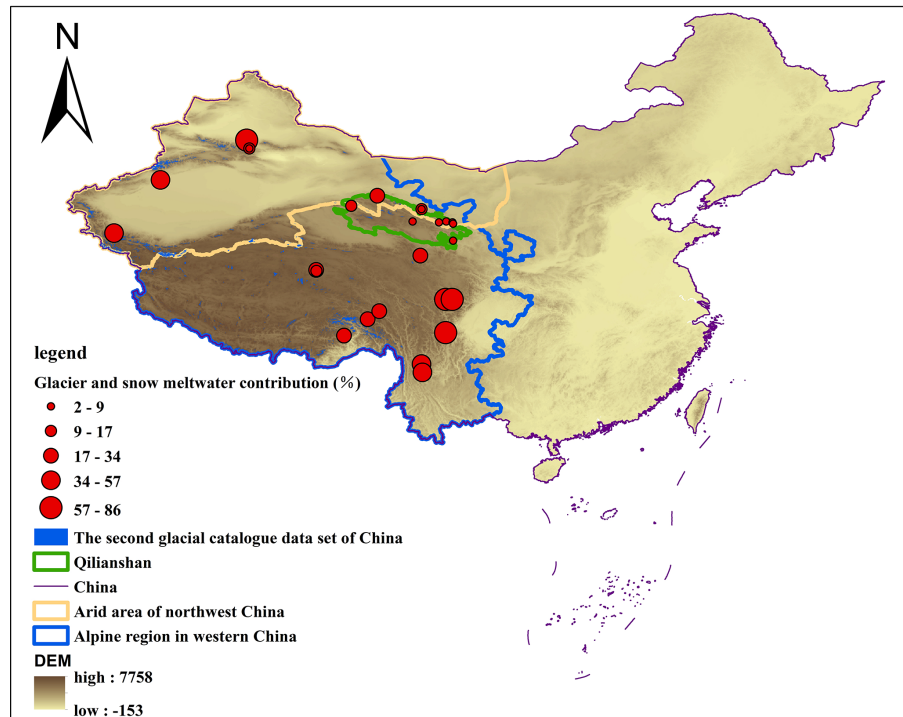 N
legend
Glacier and snow meltwater contribution (%)
2 - 9
9 - 17
17 - 34
34 - 57
57 - 86
The second glacial catalogue data set of China
Qilianshan
China
Arid area of northwest China
Alpine region in western China
DEM
high : 7758
low : -153